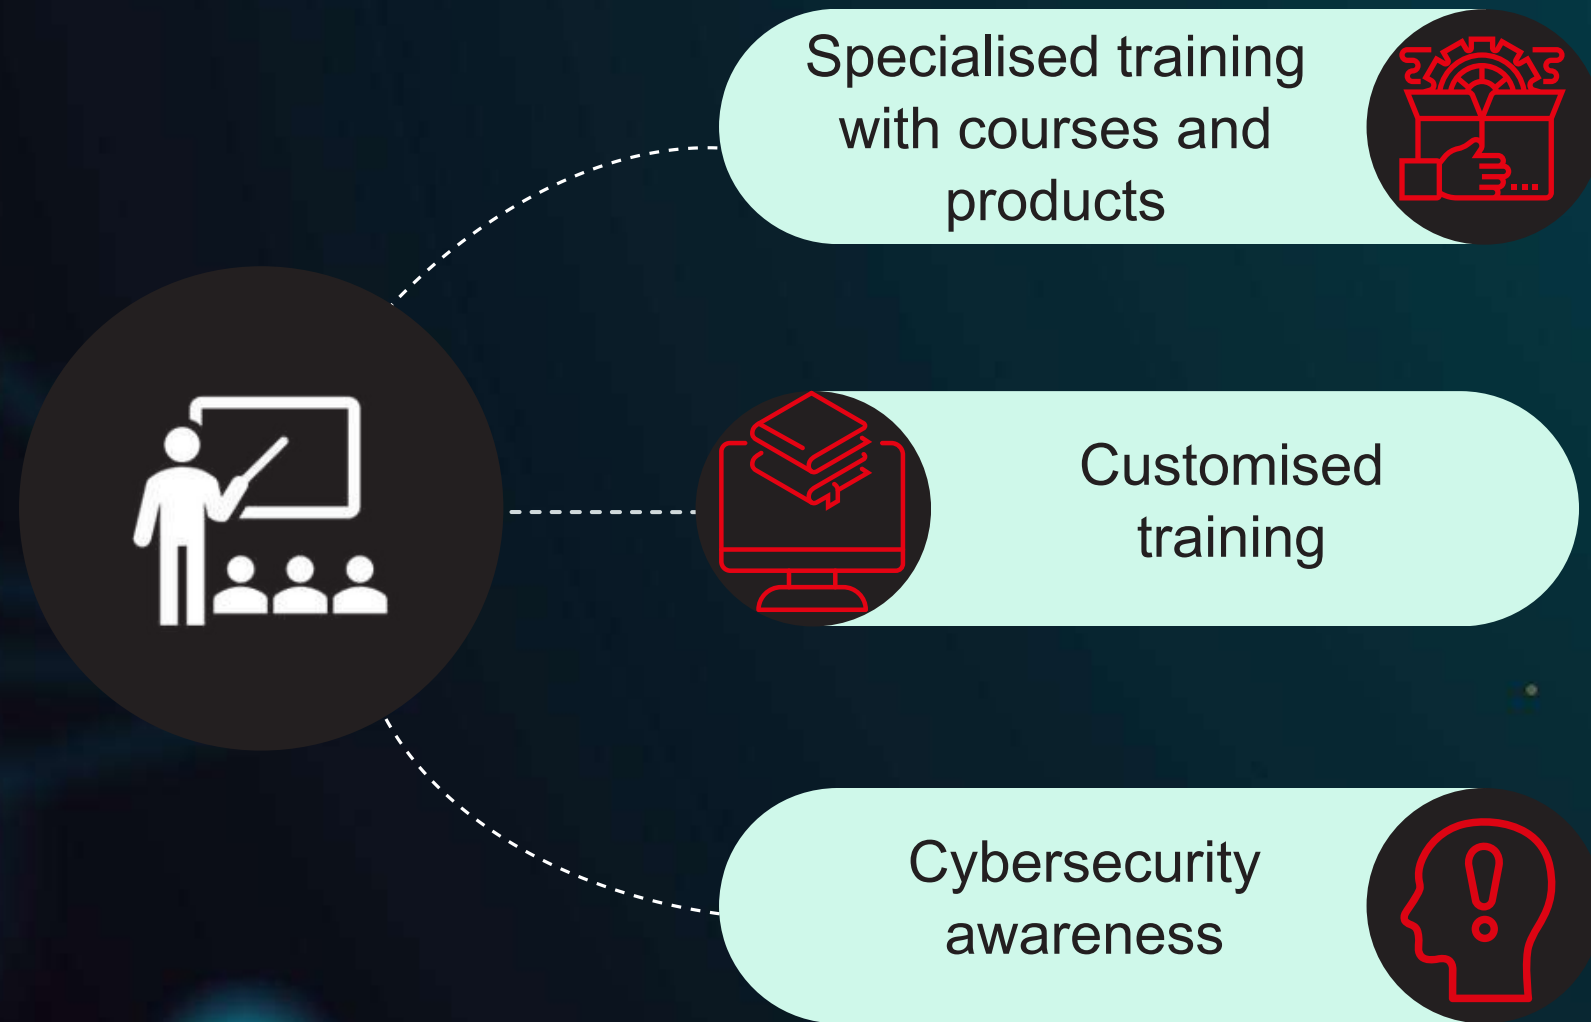 Specialised training
with courses and
products
Customised
training
Cybersecurity
awareness